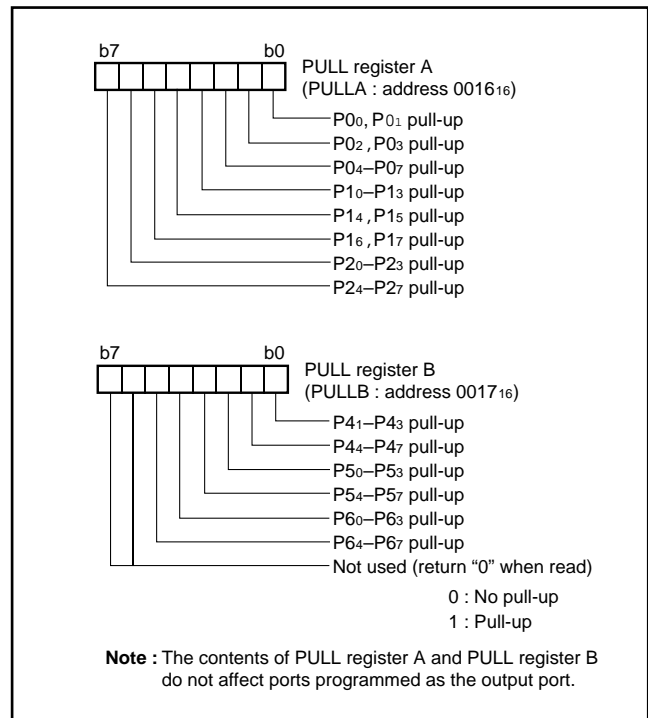 b7 b0
PULL register A
(PULLA : address 0016₁₆)
P0₀, P0₁ pull-up
P0₂ , P0₃ pull-up
P0₄–P0₇ pull-up
P1₀–P1₃ pull-up
P1₄ , P1₅ pull-up
P1₆ , P1₇ pull-up
P2₀–P2₃ pull-up
P2₄–P2₇ pull-up
b7 b0
PULL register B
(PULLB : address 0017₁₆)
P4₁–P4₃ pull-up
P4₄–P4₇ pull-up
P5₀–P5₃ pull-up
P5₄–P5₇ pull-up
P6₀–P6₃ pull-up
P6₄–P6₇ pull-up
Not used (return “0” when read)
0 : No pull-up
1 : Pull-up
Note : The contents of PULL register A and PULL register B
do not affect ports programmed as the output port.